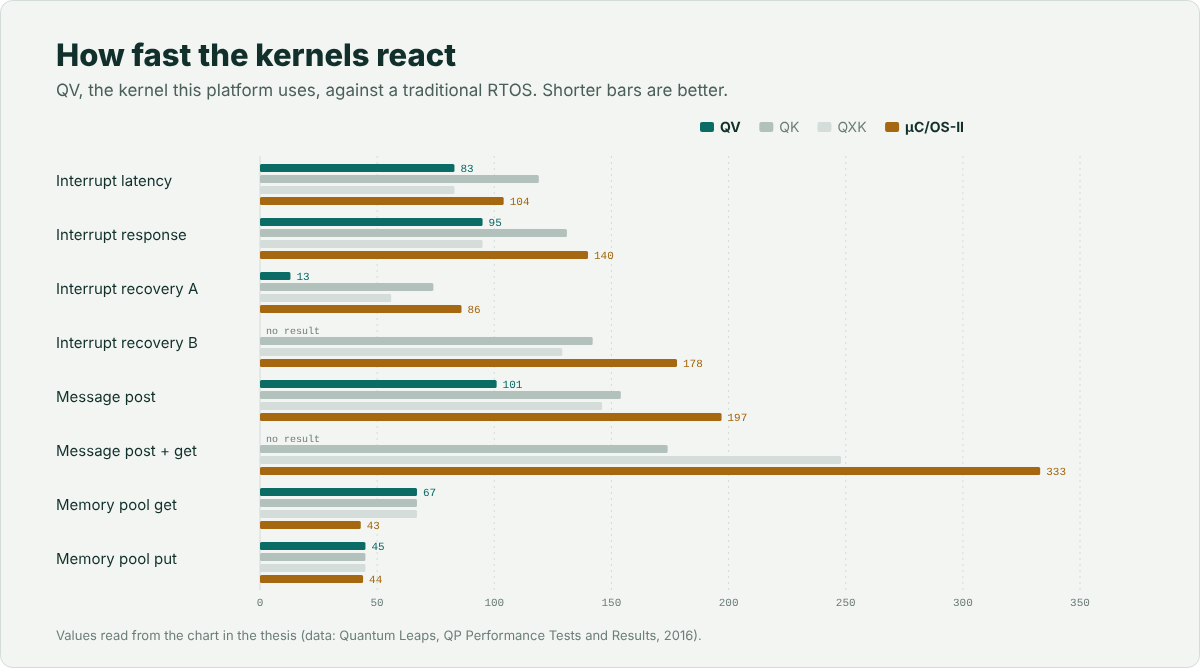 How fast the kernels react
QV, the kernel this platform uses, against a traditional RTOS. Shorter bars are better.
QV QK QXK µC/OS-II
Interrupt latency 83 104
Interrupt response 95 140
Interrupt recovery A 13 86
Interrupt recovery B no result 178
Message post 101 197
Message post + get no result 333
Memory pool get 67 43
Memory pool put 45 44
0 50 100 150 200 250 300 350
Values read from the chart in the thesis (data: Quantum Leaps, QP Performance Tests and Results, 2016).